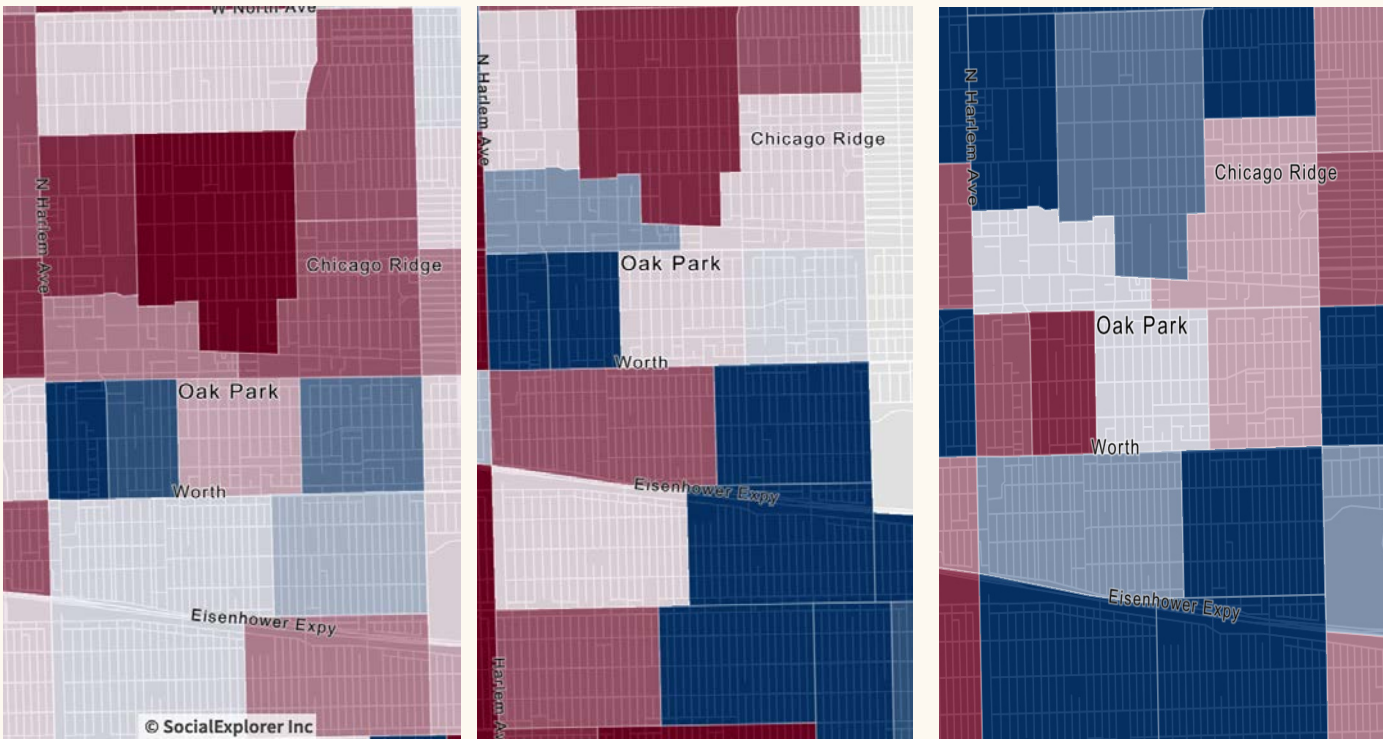 W North Ave
N Harlem Ave
Chicago Ridge
Oak Park
Worth
Eisenhower Expy
© SocialExplorer Inc
N Harlem Ave
Chicago Ridge
Oak Park
Worth
Eisenhower Expy
Harlem Av
N Harlem Ave
Chicago Ridge
Oak Park
Worth
Eisenhower Expy